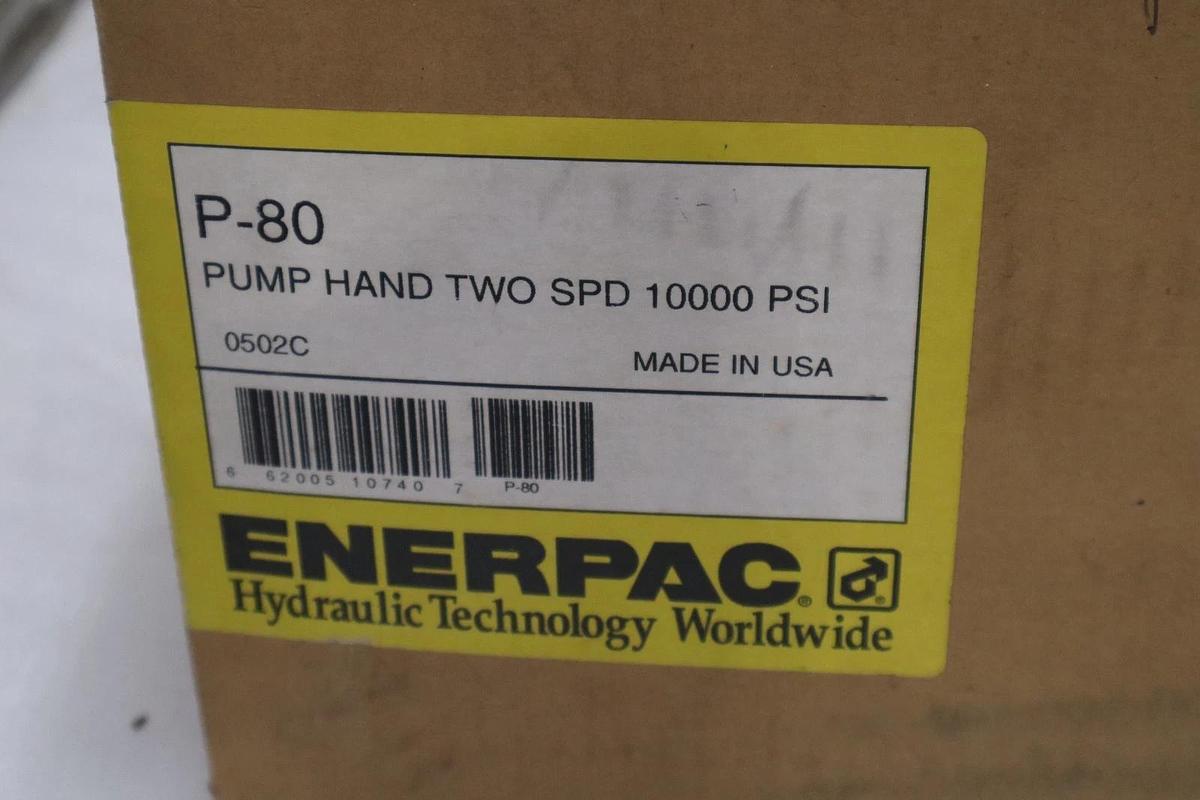 P-80
PUMP HAND TWO SPD 10000 PSI
0502C
MADE IN USA
6 62005 10740 7
P-80
ENERPAC®
Hydraulic Technology Worldwide